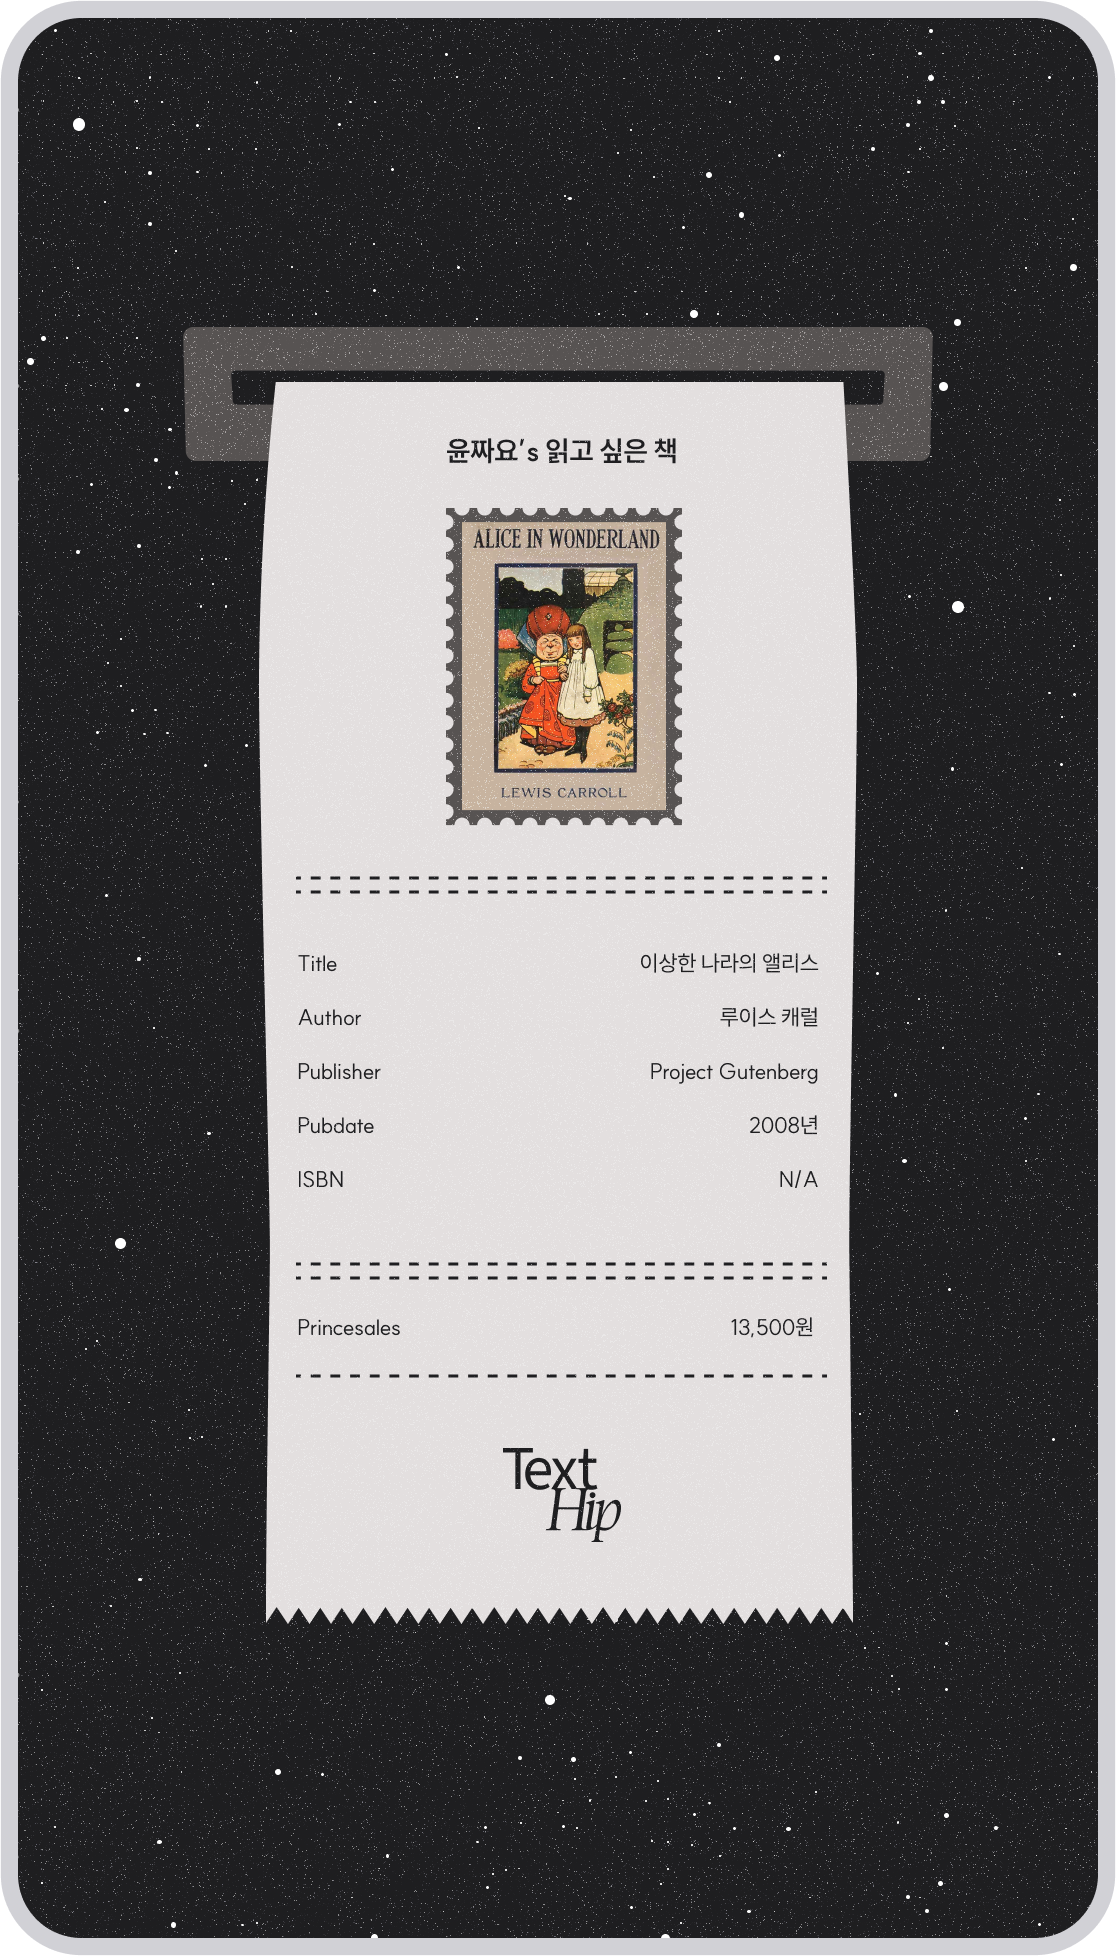 윤짜요's 읽고 싶은 책
ALICE IN WONDERLAND
LEWIS CARROLL
Title 이상한 나라의 앨리스
Author 루이스 캐럴
Publisher Project Gutenberg
Pubdate 2008년
ISBN N/A
Princesales 13,500원
Text
Hip